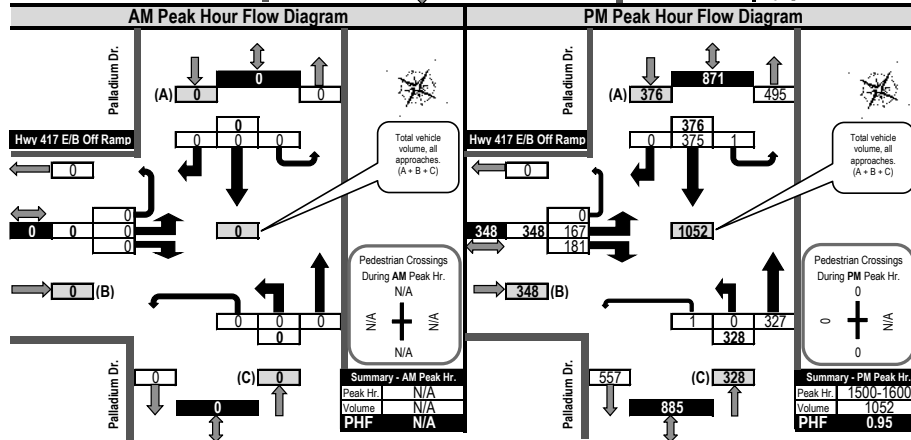 AM Peak Hour Flow Diagram
Palladium Dr.
0
(A) 0 0
0
0 0 0
Hwy 417 E/B Off Ramp
Total vehicle
volume, all
approaches.
(A + B + C)
0
0
0 0 0
0
0
Pedestrian Crossings
During AM Peak Hr.
N/A
N/A N/A
N/A
0 (B)
0 0 0
0
Palladium Dr.
0 (C) 0
0
Summary - AM Peak Hr.
Peak Hr. N/A
Volume N/A
PHF N/A
PM Peak Hour Flow Diagram
Palladium Dr.
871
(A) 376 495
376
0 375 1
Hwy 417 E/B Off Ramp
Total vehicle
volume, all
approaches.
(A + B + C)
0
0
348 348 167
181
1052
Pedestrian Crossings
During PM Peak Hr.
0
0 N/A
0
348 (B)
1 0 327
328
Palladium Dr.
557 (C) 328
885
Summary - PM Peak Hr.
Peak Hr. 1500-1600
Volume 1052
PHF 0.95